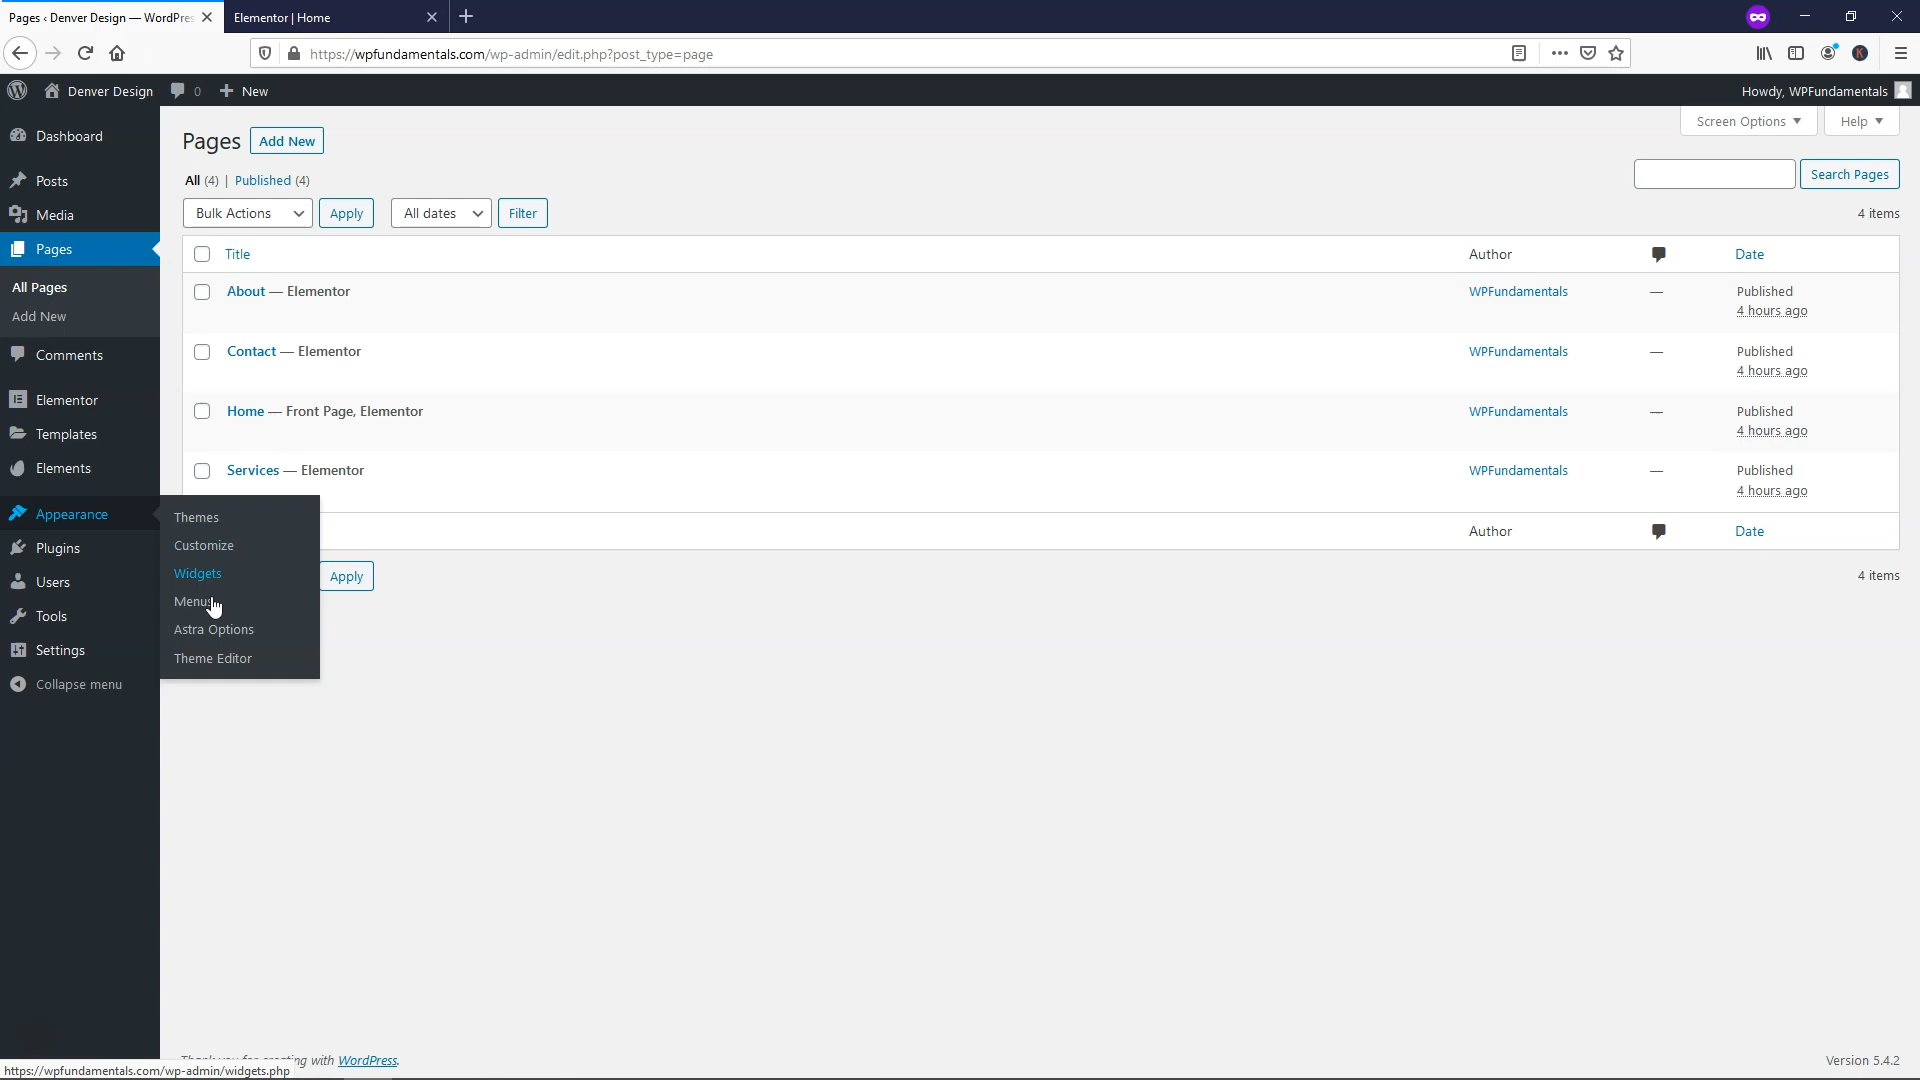 Pages ‹ Denver Design — WordPres
Elementor | Home
https://wpfundamentals.com/wp-admin/edit.php?post_type=page
Denver Design 0 New
Howdy, WPFundamentals
Dashboard
Posts
Media
Pages
All Pages
Add New
Comments
Elementor
Templates
Elements
Appearance
Plugins
Users
Tools
Settings
Collapse menu
Themes
Customize
Widgets
Menus
Astra Options
Theme Editor
Screen Options
Help
Pages Add New
All (4) | Published (4)
Search Pages
Bulk Actions Apply All dates Filter
4 items
Title Author Date
About — Elementor WPFundamentals — Published
4 hours ago
Contact — Elementor WPFundamentals — Published
4 hours ago
Home — Front Page, Elementor WPFundamentals — Published
4 hours ago
Services — Elementor WPFundamentals — Published
4 hours ago
Author Date
Apply
4 items
with WordPress.
Version 5.4.2
https://wpfundamentals.com/wp-admin/widgets.php